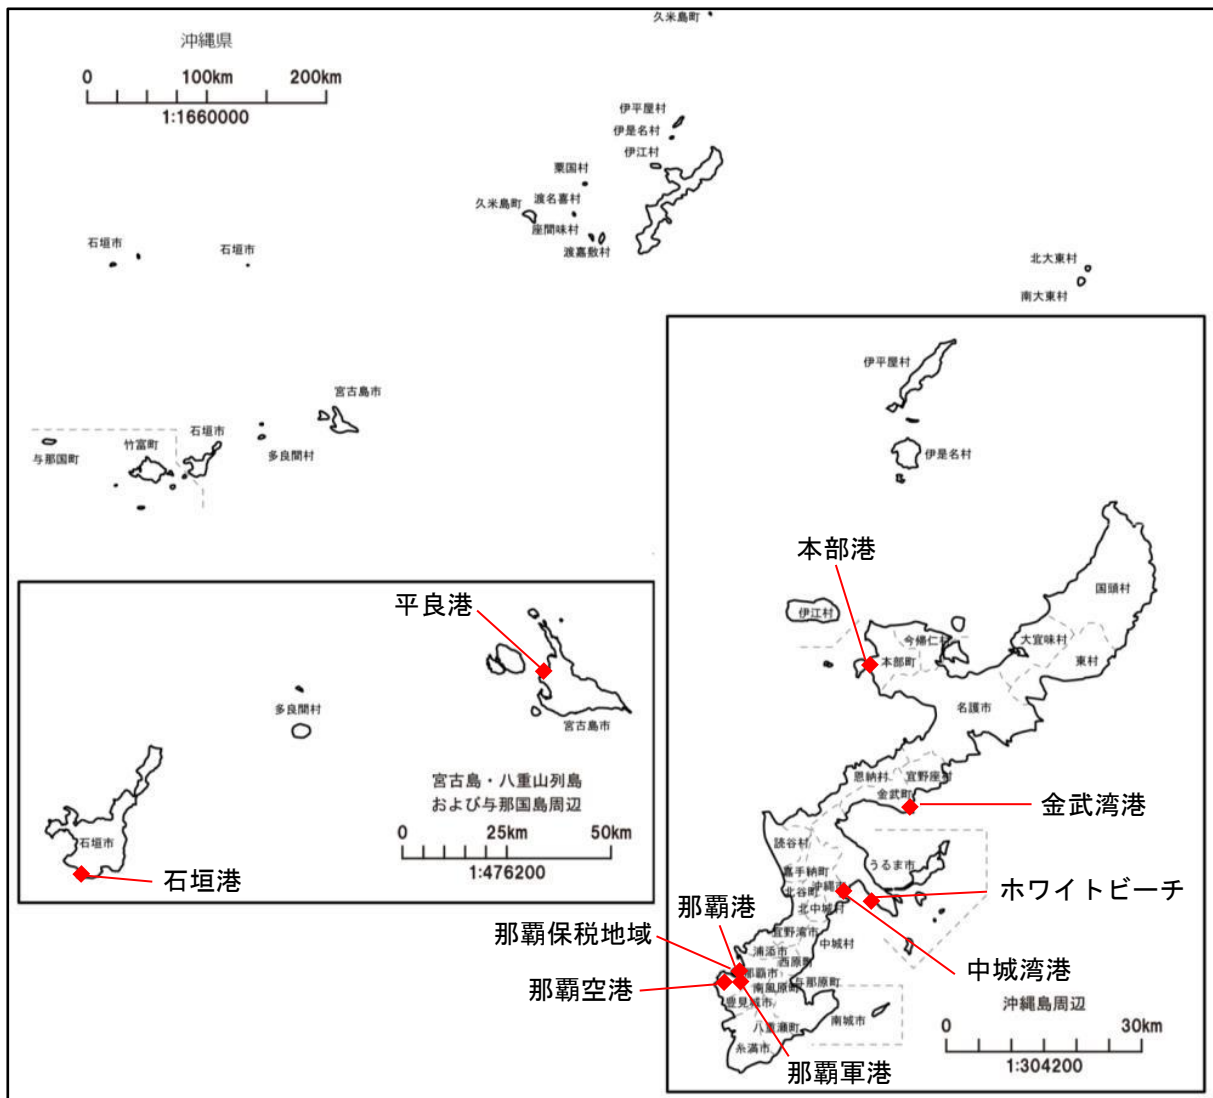 久米島町
沖縄県
0 100km 200km
1:1660000
伊平屋村
伊是名村
伊江村
粟国村
久米島町
渡名喜村
座間味村
渡嘉敷村
石垣市
石垣市
北大東村
南大東村
宮古島市
石垣市
竹富町
与那国町
多良間村
平良港
多良間村
宮古島市
宮古島・八重山列島
および与那国島周辺
0 25km 50km
1:476200
石垣市
石垣港
伊平屋村
伊是名村
本部港
伊江村
国頭村
今帰仁村
大宜味村
本部町
東村
名護市
恩納村
宜野座村
金武町
金武湾港
読谷村
うるま市
嘉手納町
沖縄市
北谷町
ホワイトビーチ
北中城村
那覇港
宜野湾市
中城村
那覇保税地域
浦添市
西原町
中城湾港
那覇市
与那原町
那覇空港
南風原町
豊見城市
沖縄島周辺
南城市
八重瀬町
0 30km
糸満市
1:304200
那覇軍港